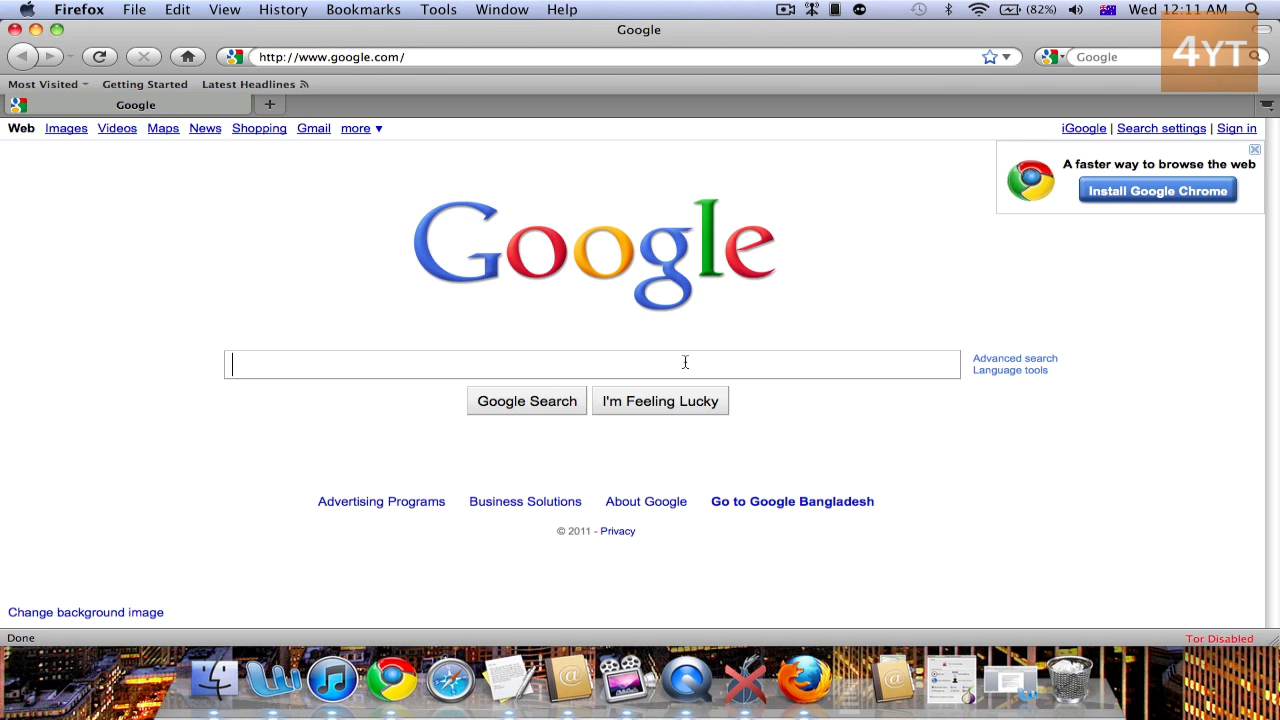 Firefox File Edit View History Bookmarks Tools Window Help (82%) Wed 12:11 AM
Google
4YT
http://www.google.com/ Google
Most Visited Getting Started Latest Headlines
Google
Web Images Videos Maps News Shopping Gmail more ▼ iGoogle | Search settings | Sign in
A faster way to browse the web
Install Google Chrome
Google
Advanced search
Language tools
Google Search I'm Feeling Lucky
Advertising Programs Business Solutions About Google Go to Google Bangladesh
© 2011 - Privacy
Change background image
Done Tor Disabled